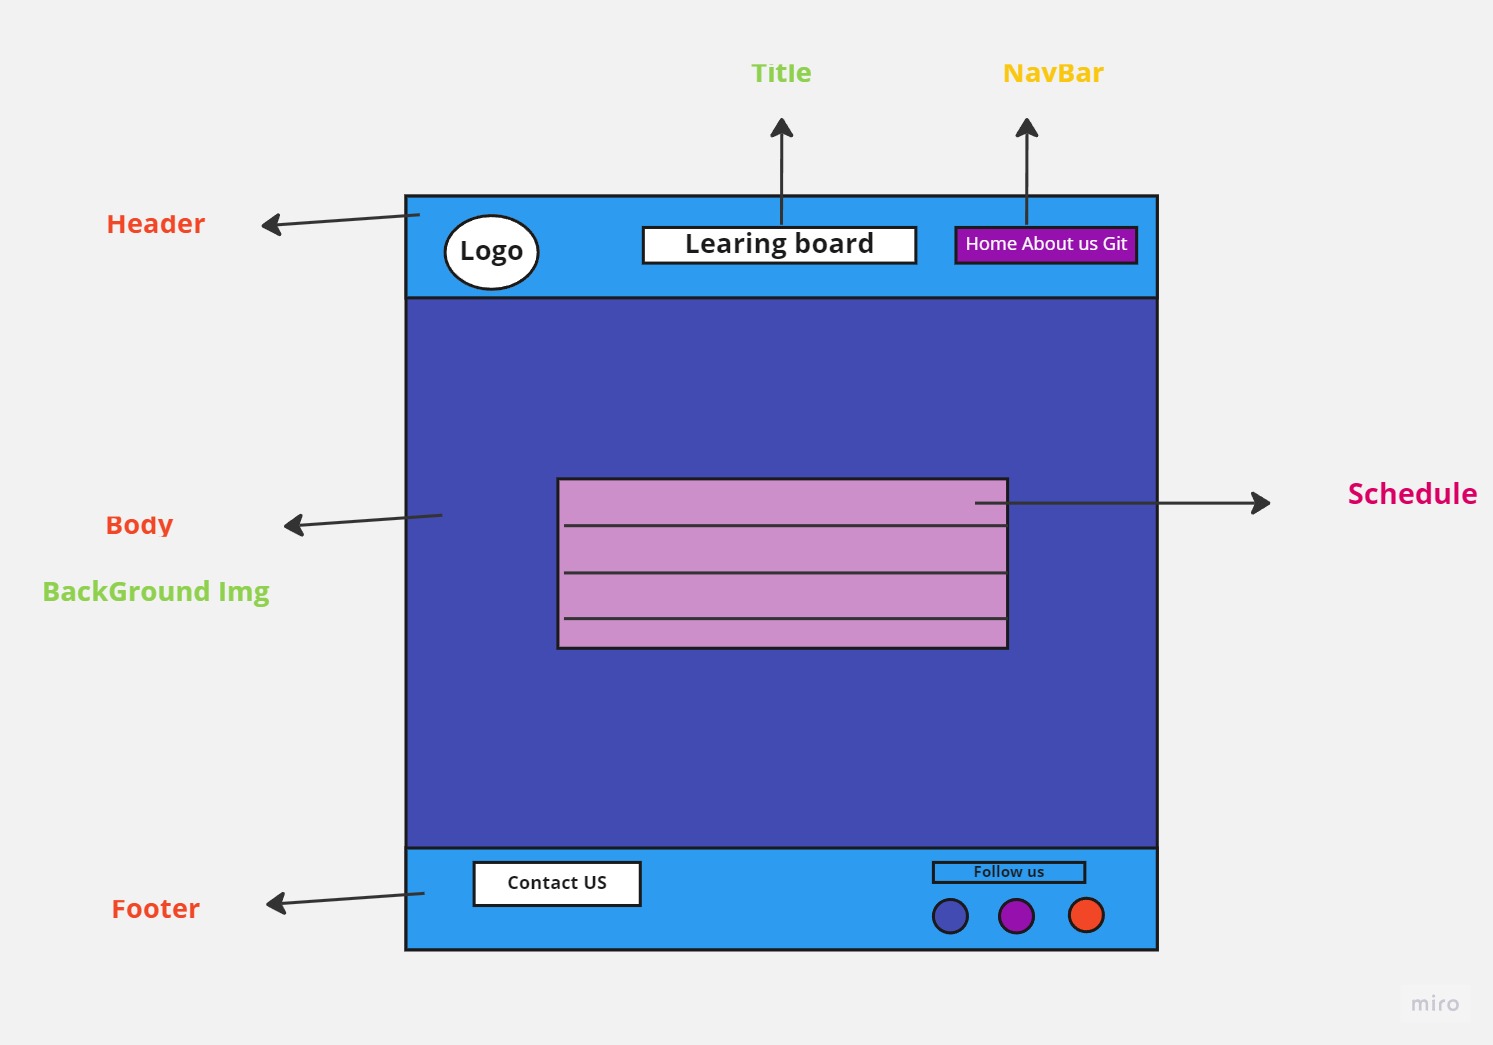 Title
NavBar
Header
Logo
Learing board
Home About us Git
Schedule
Body
BackGround Img
Contact US
Follow us
Footer
miro